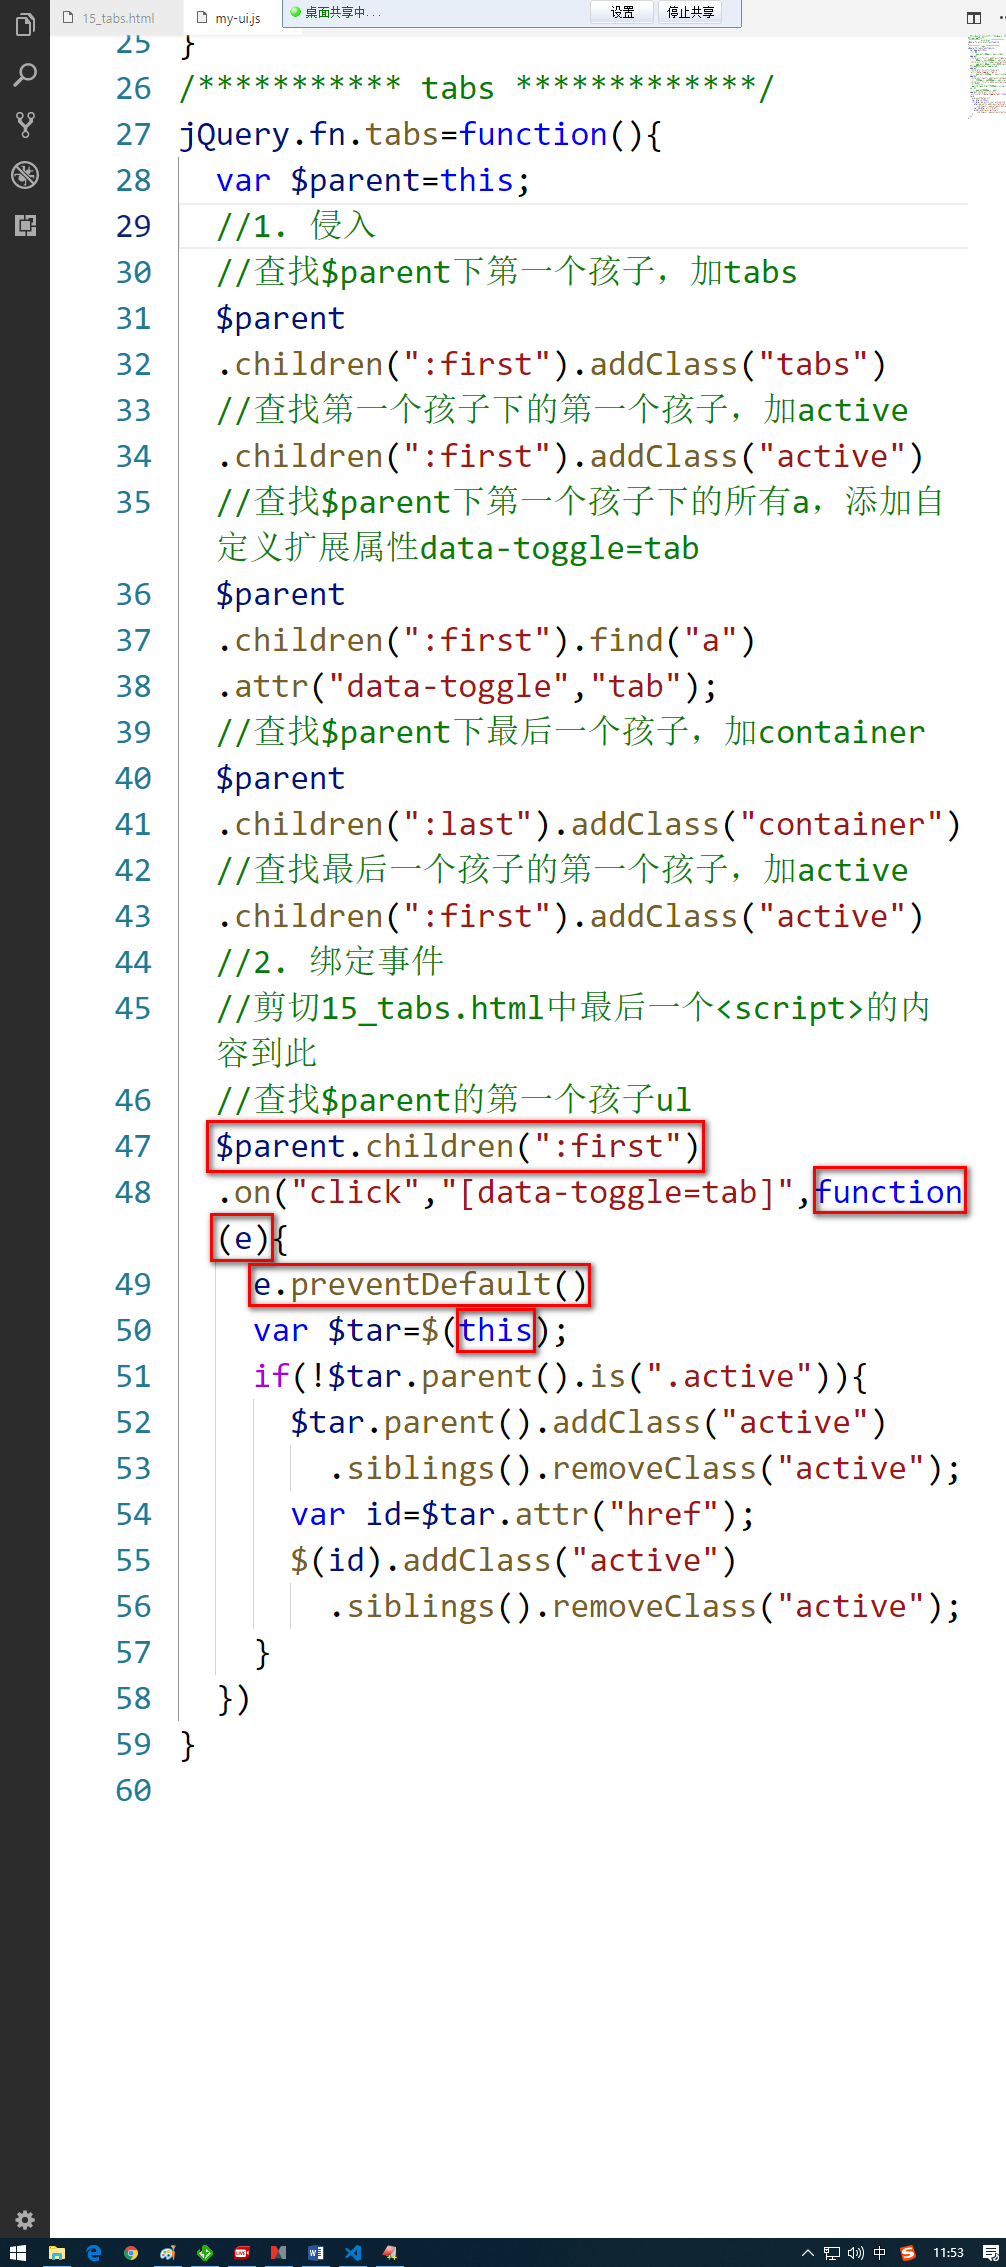 15_tabs.html
my-ui.js
桌面共享中...
设置
停止共享
25 }
26 /*********** tabs *************/
27 jQuery.fn.tabs=function(){
28 var $parent=this;
29 //1. 侵入
30 //查找$parent下第一个孩子，加tabs
31 $parent
32 .children(":first").addClass("tabs")
33 //查找第一个孩子下的第一个孩子，加active
34 .children(":first").addClass("active")
35 //查找$parent下第一个孩子下的所有a，添加自
定义扩展属性data-toggle=tab
36 $parent
37 .children(":first").find("a")
38 .attr("data-toggle","tab");
39 //查找$parent下最后一个孩子，加container
40 $parent
41 .children(":last").addClass("container")
42 //查找最后一个孩子的第一个孩子，加active
43 .children(":first").addClass("active")
44 //2. 绑定事件
45 //剪切15_tabs.html中最后一个<script>的内
容到此
46 //查找$parent的第一个孩子ul
47 $parent.children(":first")
48 .on("click","[data-toggle=tab]",function
(e){
49 e.preventDefault()
50 var $tar=$(this);
51 if(!$tar.parent().is(".active")){
52 $tar.parent().addClass("active")
53 .siblings().removeClass("active");
54 var id=$tar.attr("href");
55 $(id).addClass("active")
56 .siblings().removeClass("active");
57 }
58 })
59 }
60
中
11:53